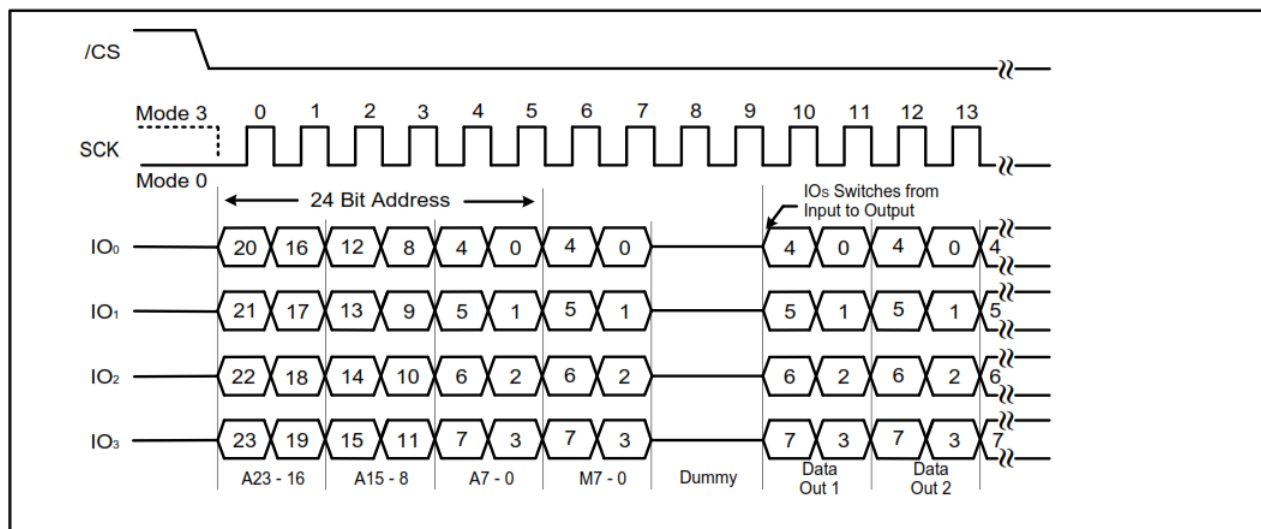 /CS
Mode 3 0 1 2 3 4 5 6 7 8 9 10 11 12 13
SCK
Mode 0
24 Bit Address
IOs Switches from
Input to Output
IO0 20 16 12 8 4 0 4 0 4 0 4 0 4
IO1 21 17 13 9 5 1 5 1 5 1 5 1 5
IO2 22 18 14 10 6 2 6 2 6 2 6 2 6
IO3 23 19 15 11 7 3 7 3 7 3 7 3 7
A23 - 16 A15 - 8 A7 - 0 M7 - 0 Dummy Data Out 1 Data Out 2